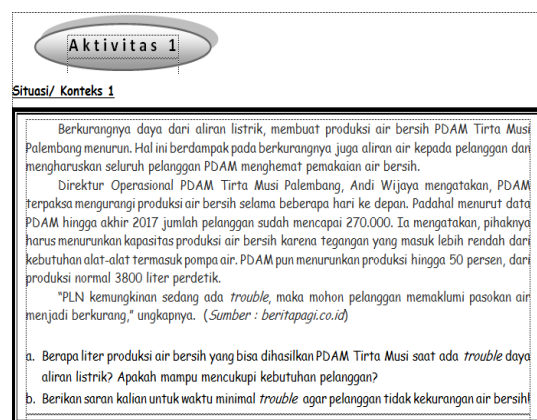 Aktivitas 1
Situasi/ Konteks 1
Berkurangnya daya dari aliran listrik, membuat produksi air bersih PDAM Tirta Musi
Palembang menurun. Hal ini berdampak pada berkurangnya juga aliran air kepada pelanggan dan
mengharuskan seluruh pelanggan PDAM menghemat pemakaian air bersih.
Direktur Operasional PDAM Tirta Musi Palembang, Andi Wijaya mengatakan, PDAM
terpaksa mengurangi produksi air bersih selama beberapa hari ke depan. Padahal menurut data
PDAM hingga akhir 2017 jumlah pelanggan sudah mencapai 270.000. Ia mengatakan, pihaknya
harus menurunkan kapasitas produksi air bersih karena tegangan yang masuk lebih rendah dari
kebutuhan alat-alat termasuk pompa air. PDAM pun menurunkan produksi hingga 50 persen, dari
produksi normal 3800 liter perdetik.
"PLN kemungkinan sedang ada trouble, maka mohon pelanggan memaklumi pasokan air
menjadi berkurang," ungkapnya. (Sumber : beritapagi.co.id)
a. Berapa liter produksi air bersih yang bisa dihasilkan PDAM Tirta Musi saat ada trouble daya
aliran listrik? Apakah mampu mencukupi kebutuhan pelanggan?
b. Berikan saran kalian untuk waktu minimal trouble agar pelanggan tidak kekurangan air bersih!